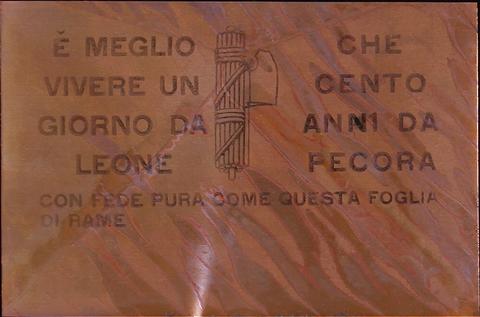 È MEGLIO
VIVERE UN
GIORNO DA
LEONE
CHE
CENTO
ANNI DA
PECORA
CON FEDE PURA COME QUESTA FOGLIA
DI RAME